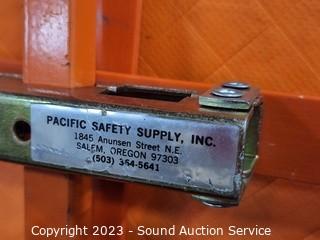 PACIFIC SAFETY SUPPLY, INC.
1845 Anunsen Street N.E.
SALEM, OREGON 97303
(503) 364-5641
Copyright 2023 - Sound Auction Service